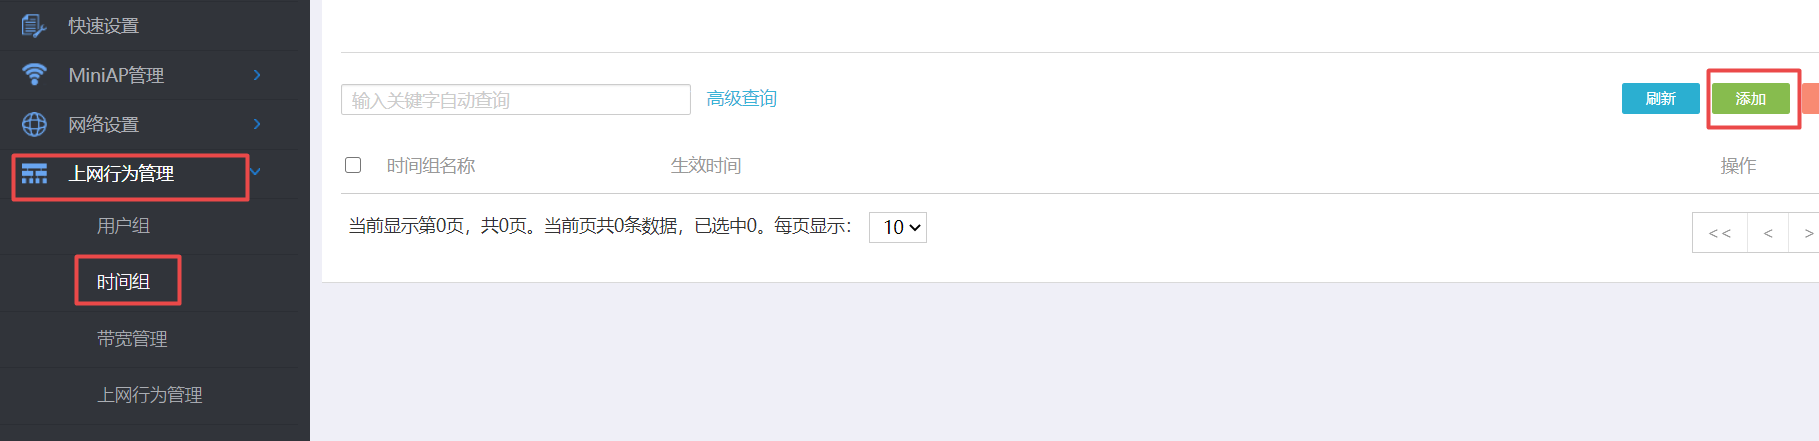 快速设置
MiniAP管理
网络设置
上网行为管理
用户组
时间组
带宽管理
上网行为管理
输入关键字自动查询 高级查询 刷新 添加
时间组名称 生效时间 操作
当前显示第0页，共0页。当前页共0条数据，已选中0。每页显示： 10 << < >